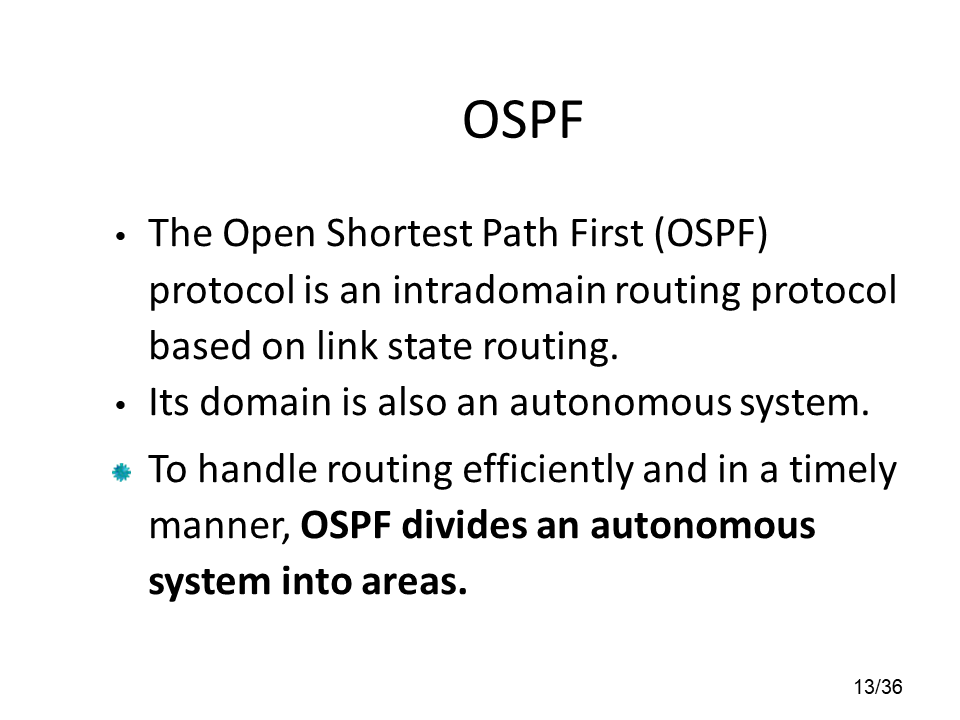 OSPF
• The Open Shortest Path First (OSPF)
protocol is an intradomain routing protocol
based on link state routing.
• Its domain is also an autonomous system.
To handle routing efficiently and in a timely
manner, OSPF divides an autonomous
system into areas.
13/36